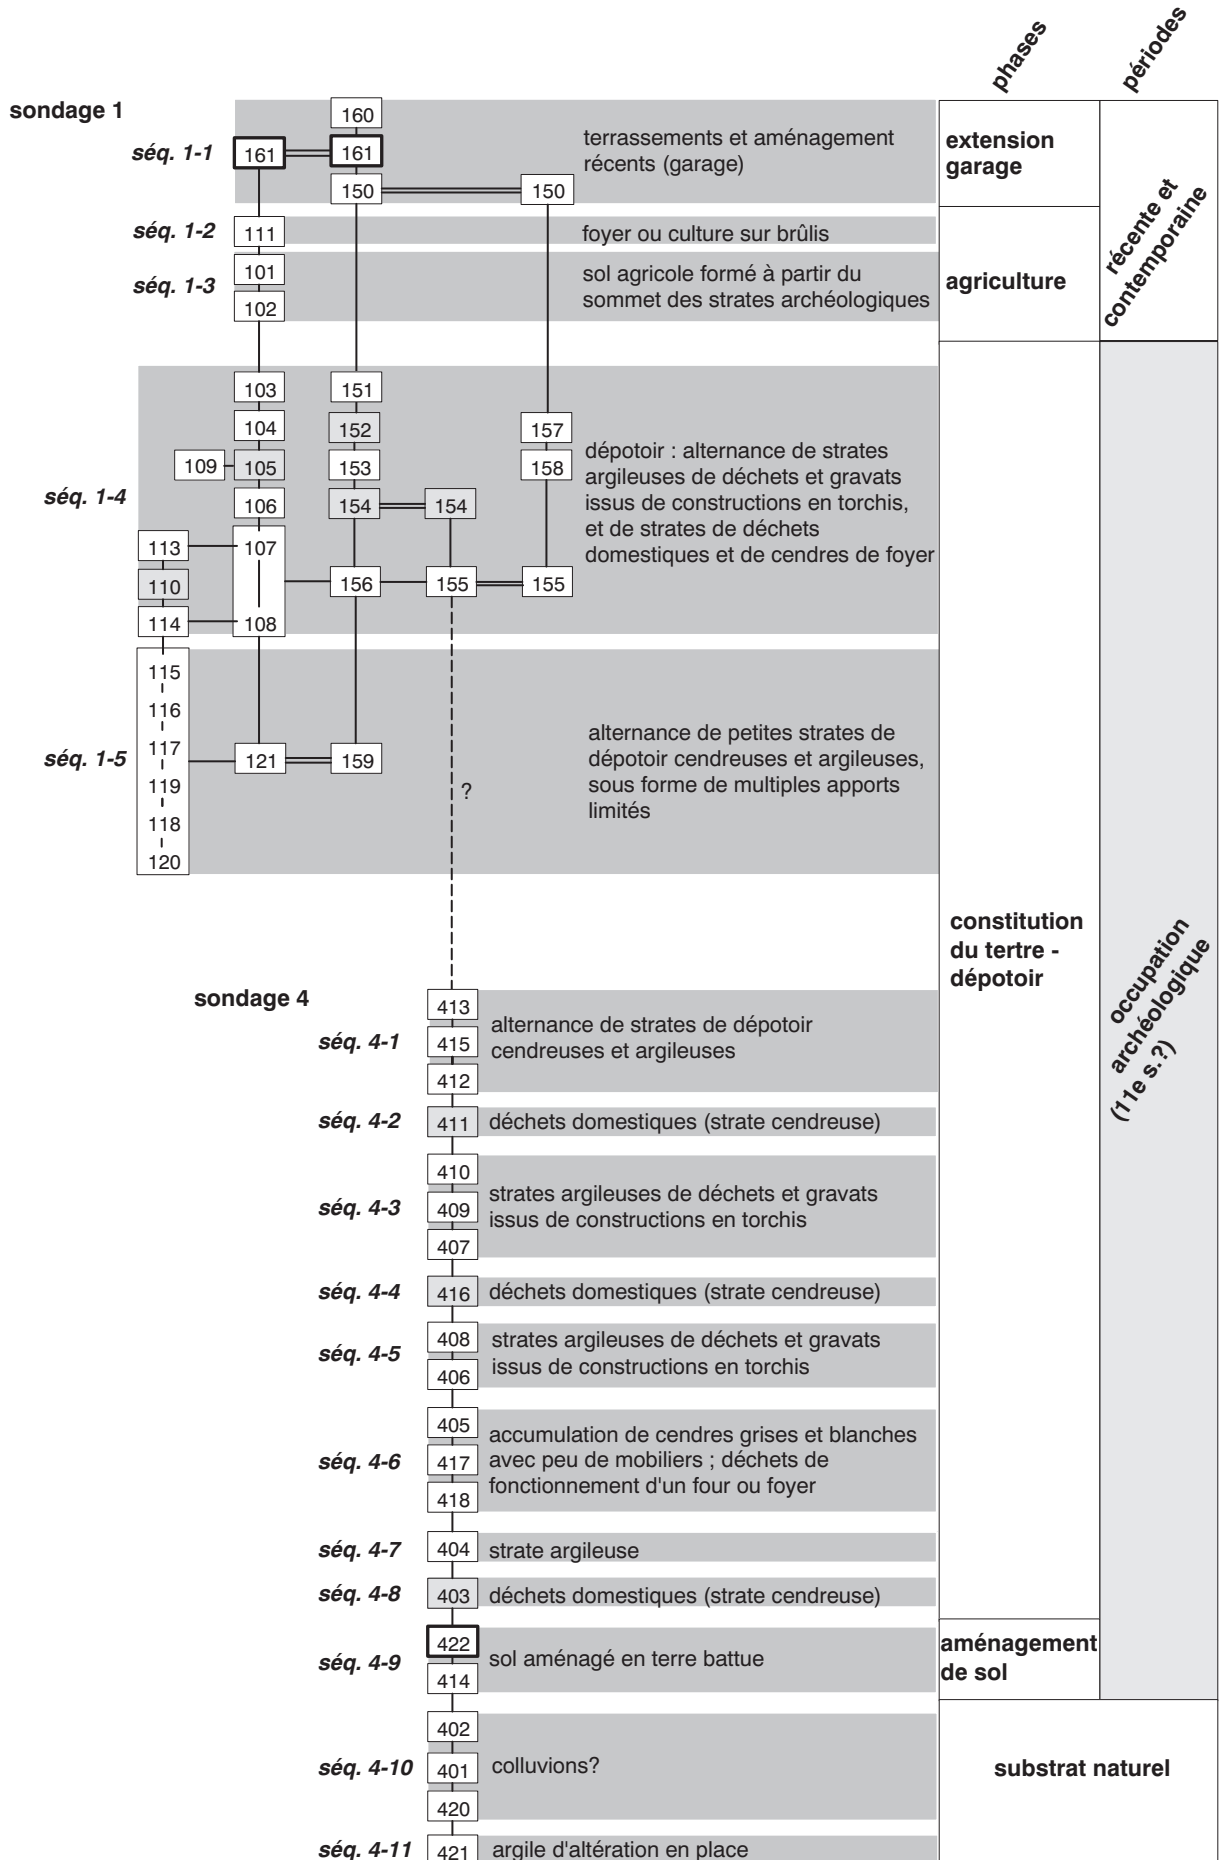 phases
périodes
sondage 1
160
séq. 1-1
161
161
150
150
terrassements et aménagement
récents (garage)
extension
garage
récente et
contemporaine
séq. 1-2
111
foyer ou culture sur brûlis
séq. 1-3
101
102
sol agricole formé à partir du
sommet des strates archéologiques
agriculture
séq. 1-4
103
151
104
152
157
109
105
153
158
106
154
154
113
107
110
156
155
155
114
108
dépotoir : alternance de strates
argileuses de déchets et gravats
issus de constructions en torchis,
et de strates de déchets
domestiques et de cendres de foyer
séq. 1-5
115
116
117
119
118
120
121
159
?
alternance de petites strates de
dépotoir cendreuses et argileuses,
sous forme de multiples apports
limités
constitution
du tertre -
dépotoir
occupation
archéologique
(11e s.?)
sondage 4
séq. 4-1
413
415
412
alternance de strates de dépotoir
cendreuses et argileuses
séq. 4-2
411
déchets domestiques (strate cendreuse)
séq. 4-3
410
409
407
strates argileuses de déchets et gravats
issus de constructions en torchis
séq. 4-4
416
déchets domestiques (strate cendreuse)
séq. 4-5
408
406
strates argileuses de déchets et gravats
issus de constructions en torchis
séq. 4-6
405
417
418
accumulation de cendres grises et blanches
avec peu de mobiliers ; déchets de
fonctionnement d'un four ou foyer
séq. 4-7
404
strate argileuse
séq. 4-8
403
déchets domestiques (strate cendreuse)
séq. 4-9
422
414
sol aménagé en terre battue
aménagement
de sol
séq. 4-10
402
401
420
colluvions?
substrat naturel
séq. 4-11
421
argile d'altération en place